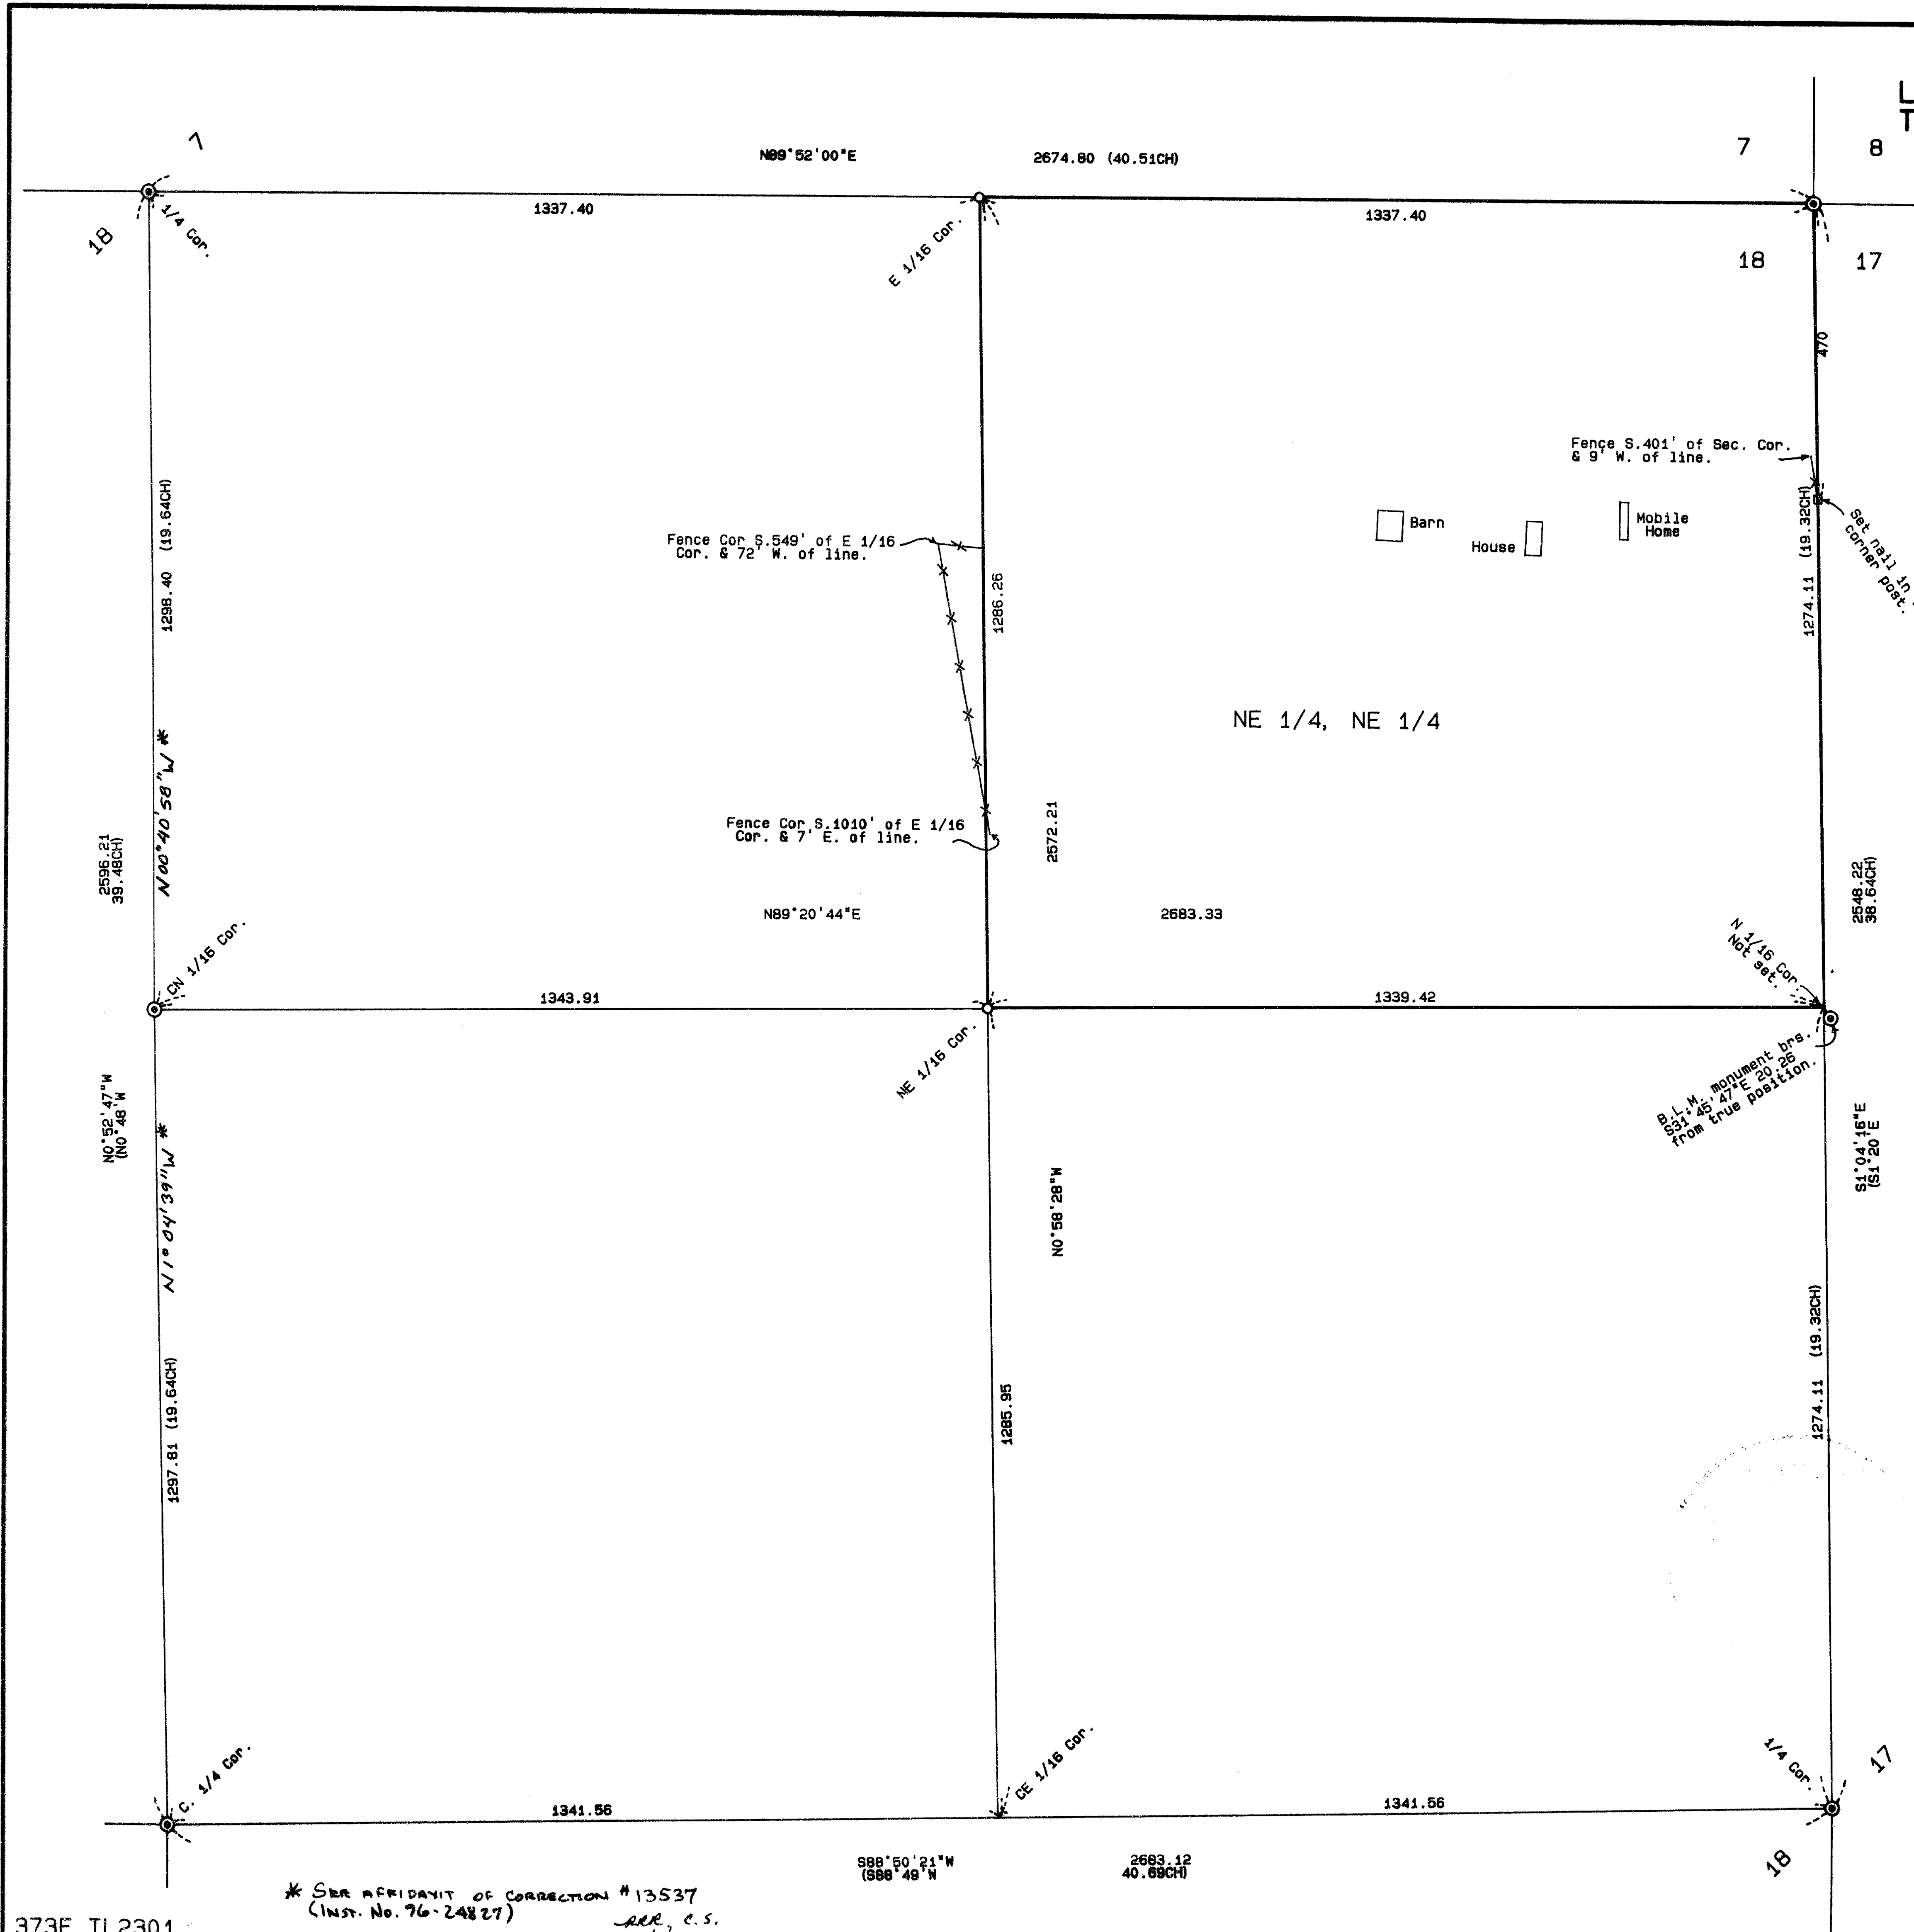 L
T
7
N89°52'00"E
2674.80 (40.51CH)
7
8
1/4 Cor.
1337.40
E 1/16 Cor.
1337.40
18
18
17
470
Fence S.401' of Sec. Cor.
& 9' W. of line.
1298.40 (19.64CH)
Barn
House
Mobile
Home
1274.11 (19.32CH)
Set nail in
corner post.
Fence Cor S.549' of E 1/16
Cor. & 72' W. of line.
1286.26
NE 1/4, NE 1/4
N00°40'58"W *
Fence Cor S.1010' of E 1/16
Cor. & 7' E. of line.
2572.21
2596.21
39.48CH)
2548.22
38.64CH)
N89°20'44"E
2683.33
CN 1/16 Cor.
N 1/16 Cor.
Not set.
1343.91
1339.42
NE 1/16 Cor.
B.L.M. monument brs.
S31°45'47"E 20.26
from true position.
N0°52'47"W
(N0°48'W
N1°04'39"W *
N0°58'28"W
S1°04'16"E
(S1°20'E
1297.81 (19.64CH)
1285.95
1274.11 (19.32CH)
C. 1/4 Cor.
CE 1/16 Cor.
1/4 Cor.
17
1341.56
1341.56
S88°50'21"W
(S88°49'W
2683.12
40.69CH)
18
* SEE AFFIDAVIT OF CORRECTION #13537
(INST. No. 96-24827)
RRR, C.S.
373E TL2301